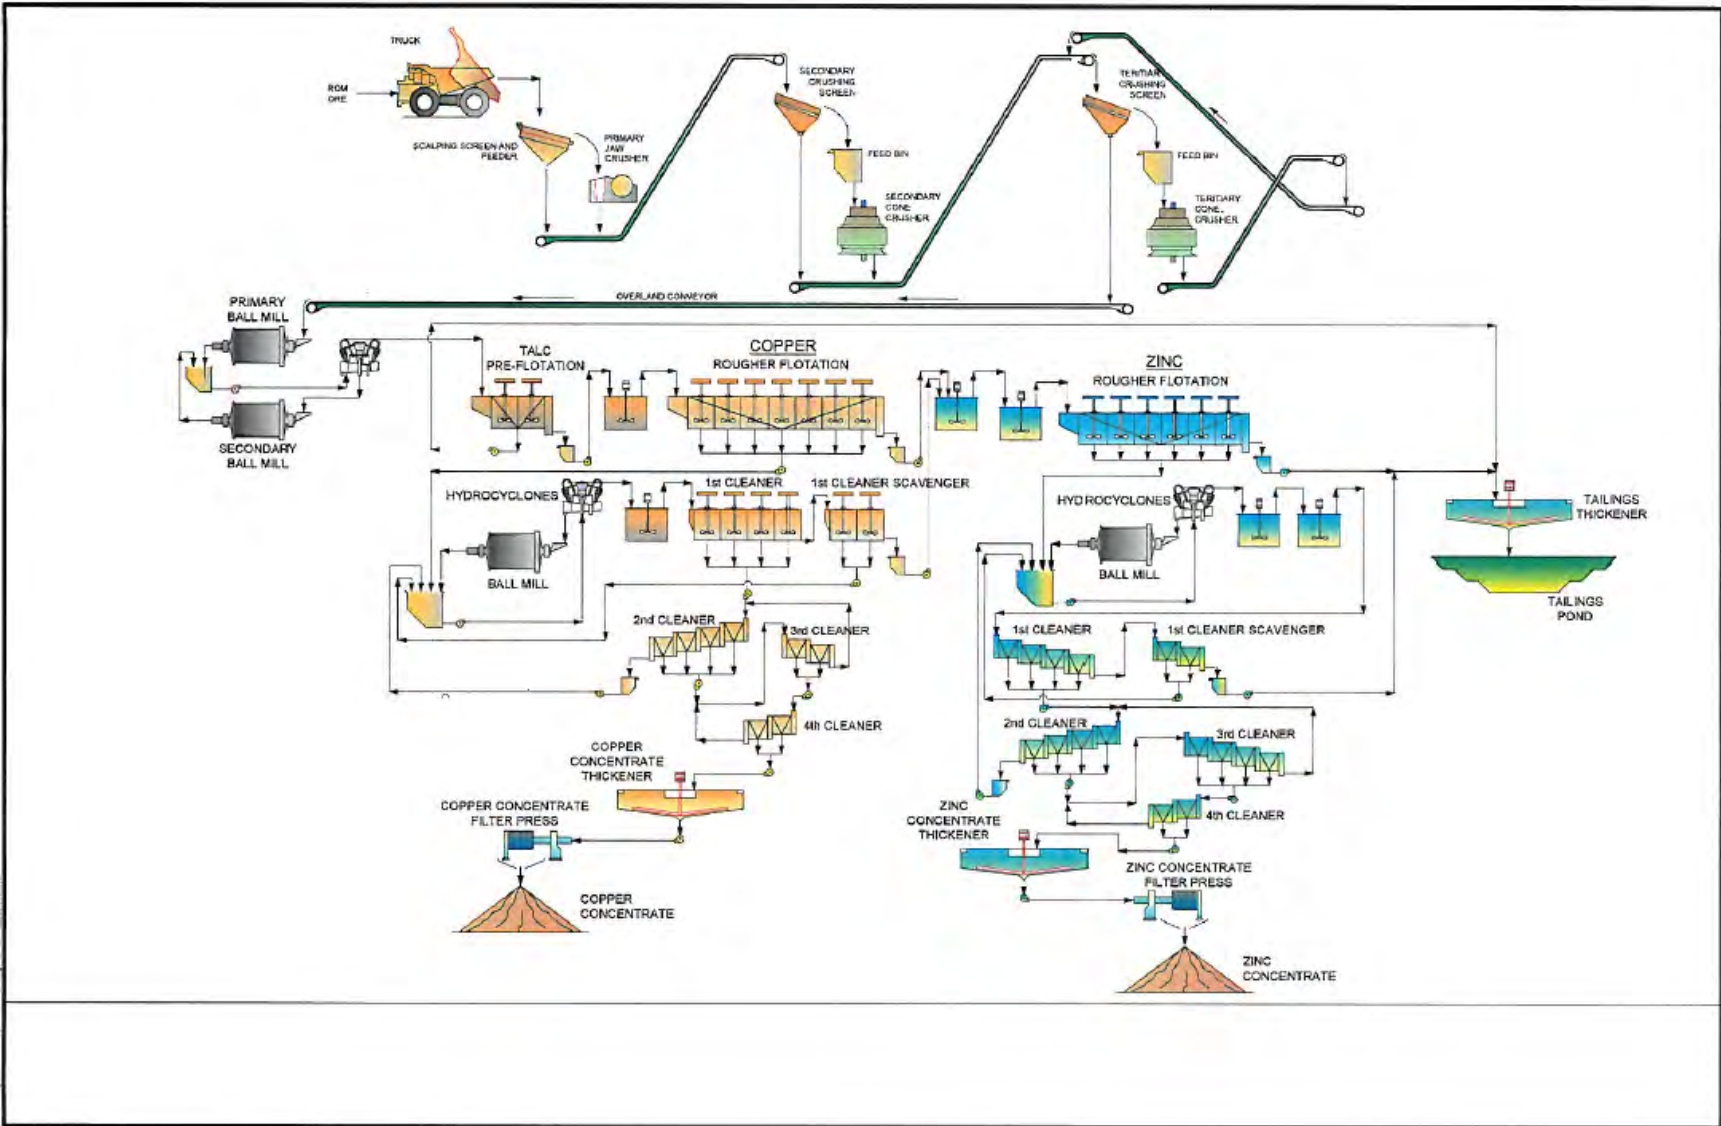 TRUCK
ROM
ORE
SCALPING SCREEN AND
FEEDER
PRIMARY
JAW
CRUSHER
SECONDARY
CRUSHING
SCREEN
FEED BIN
SECONDARY
CONE
CRUSHER
TERITIARY
CRUSHING
SCREEN
FEED BIN
TERITIARY
CONE
CRUSHER
OVERLAND CONVEYOR
PRIMARY
BALL MILL
SECONDARY
BALL MILL
TALC
PRE-FLOTATION
COPPER
ROUGHER FLOTATION
ZINC
ROUGHER FLOTATION
HYDROCYCLONES
1st CLEANER
1st CLEANER SCAVENGER
BALL MILL
HYDROCYCLONES
BALL MILL
TAILINGS
THICKENER
TAILINGS
POND
2nd CLEANER
3rd CLEANER
4th CLEANER
1st CLEANER
1st CLEANER SCAVENGER
2nd CLEANER
3rd CLEANER
4th CLEANER
COPPER
CONCENTRATE
THICKENER
COPPER CONCENTRATE
FILTER PRESS
COPPER
CONCENTRATE
ZINC
CONCENTRATE
THICKENER
ZINC CONCENTRATE
FILTER PRESS
ZINC
CONCENTRATE